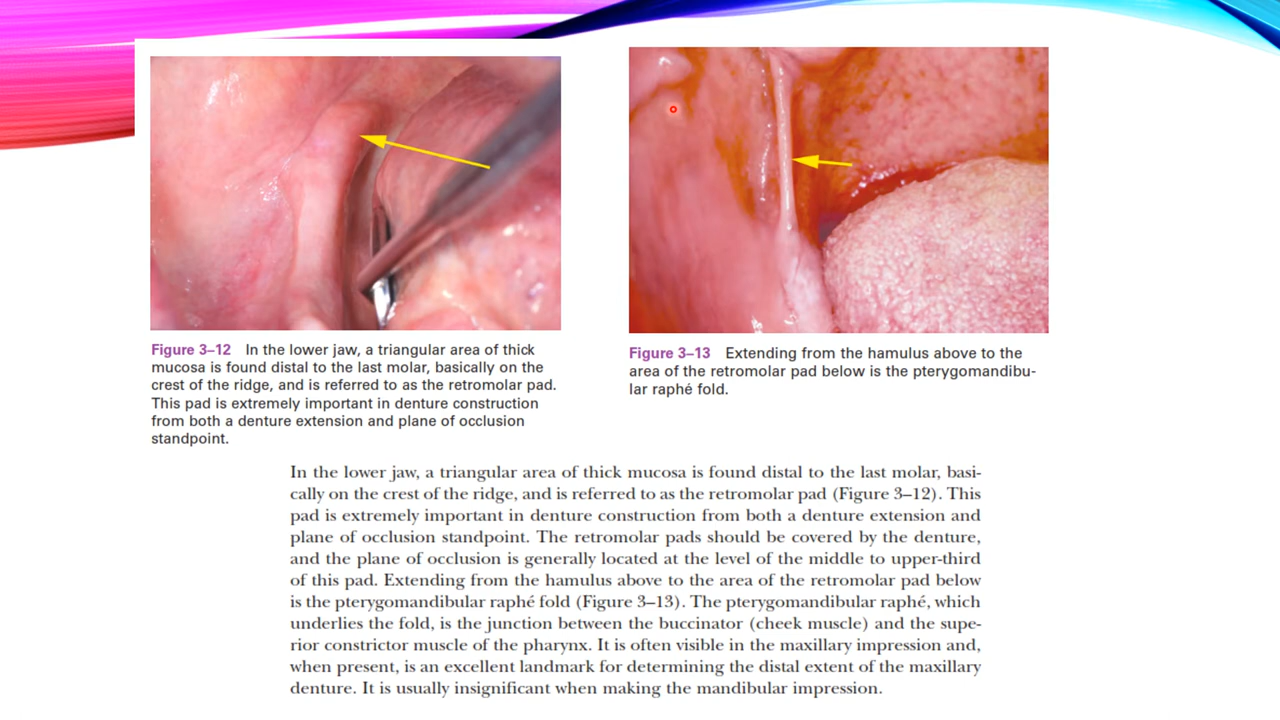 Figure 3–12 In the lower jaw, a triangular area of thick
mucosa is found distal to the last molar, basically on the
crest of the ridge, and is referred to as the retromolar pad.
This pad is extremely important in denture construction
from both a denture extension and plane of occlusion
standpoint.
Figure 3–13 Extending from the hamulus above to the
area of the retromolar pad below is the pterygomandibu-
lar raphé fold.
In the lower jaw, a triangular area of thick mucosa is found distal to the last molar, basi-
cally on the crest of the ridge, and is referred to as the retromolar pad (Figure 3–12). This
pad is extremely important in denture construction from both a denture extension and
plane of occlusion standpoint. The retromolar pads should be covered by the denture,
and the plane of occlusion is generally located at the level of the middle to upper-third
of this pad. Extending from the hamulus above to the area of the retromolar pad below
is the pterygomandibular raphé fold (Figure 3–13). The pterygomandibular raphé, which
underlies the fold, is the junction between the buccinator (cheek muscle) and the supe-
rior constrictor muscle of the pharynx. It is often visible in the maxillary impression and,
when present, is an excellent landmark for determining the distal extent of the maxillary
denture. It is usually insignificant when making the mandibular impression.